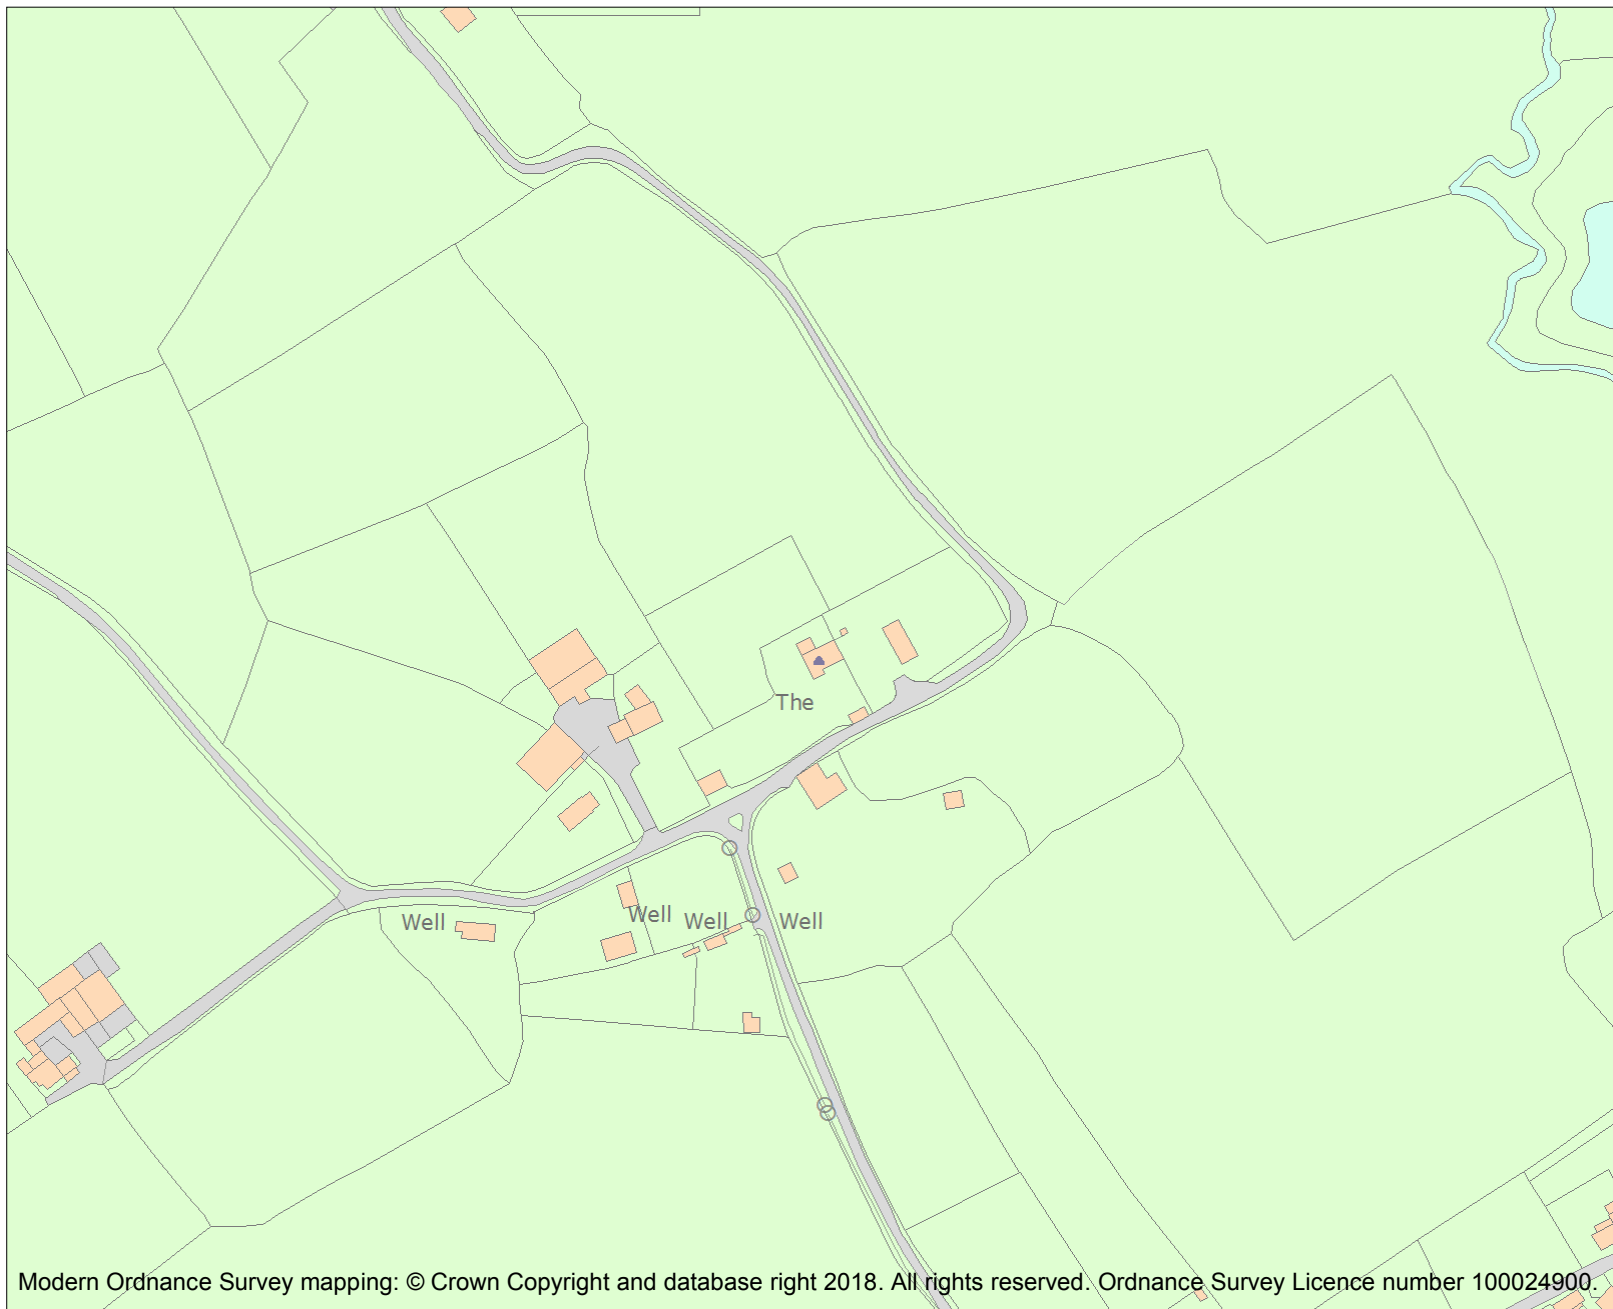 The
Well
Well
Well
Well
Modern Ordnance Survey mapping: © Crown Copyright and database right 2018. All rights reserved. Ordnance Survey Licence number 100024900.